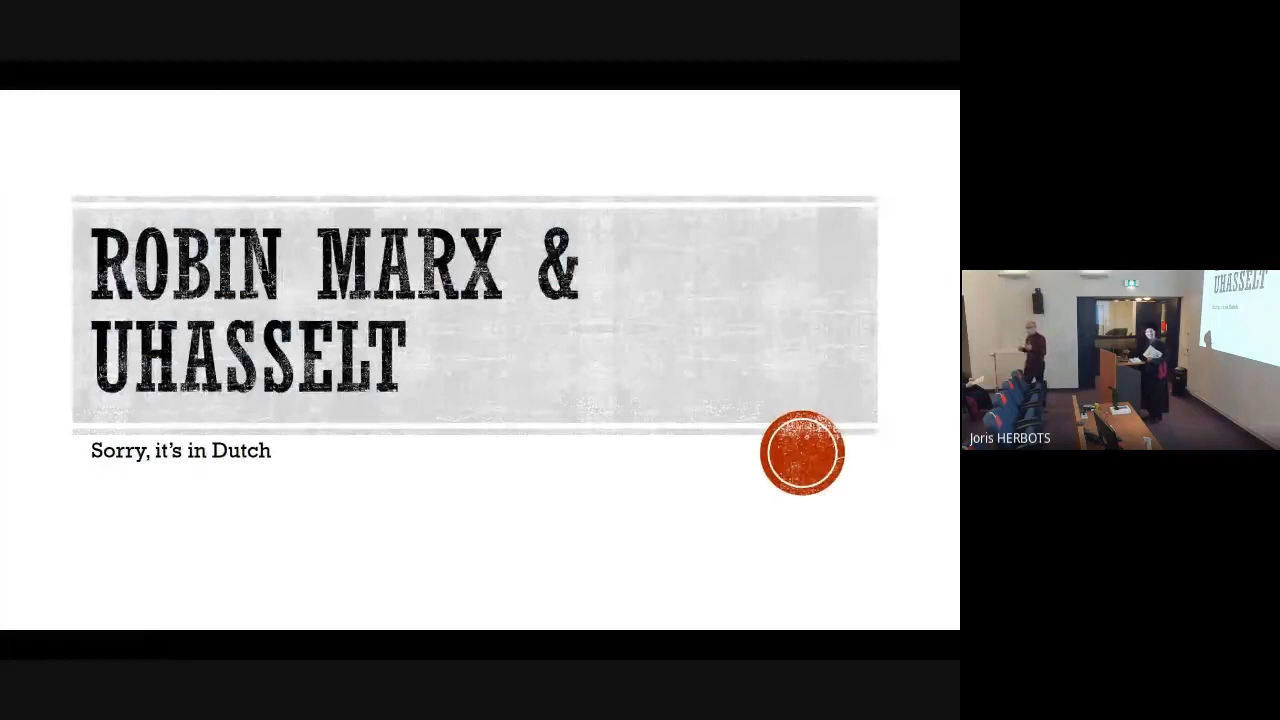 ROBIN MARX &
UHASSELT
Sorry, it's in Dutch
Joris HERBOTS
UHASSELT